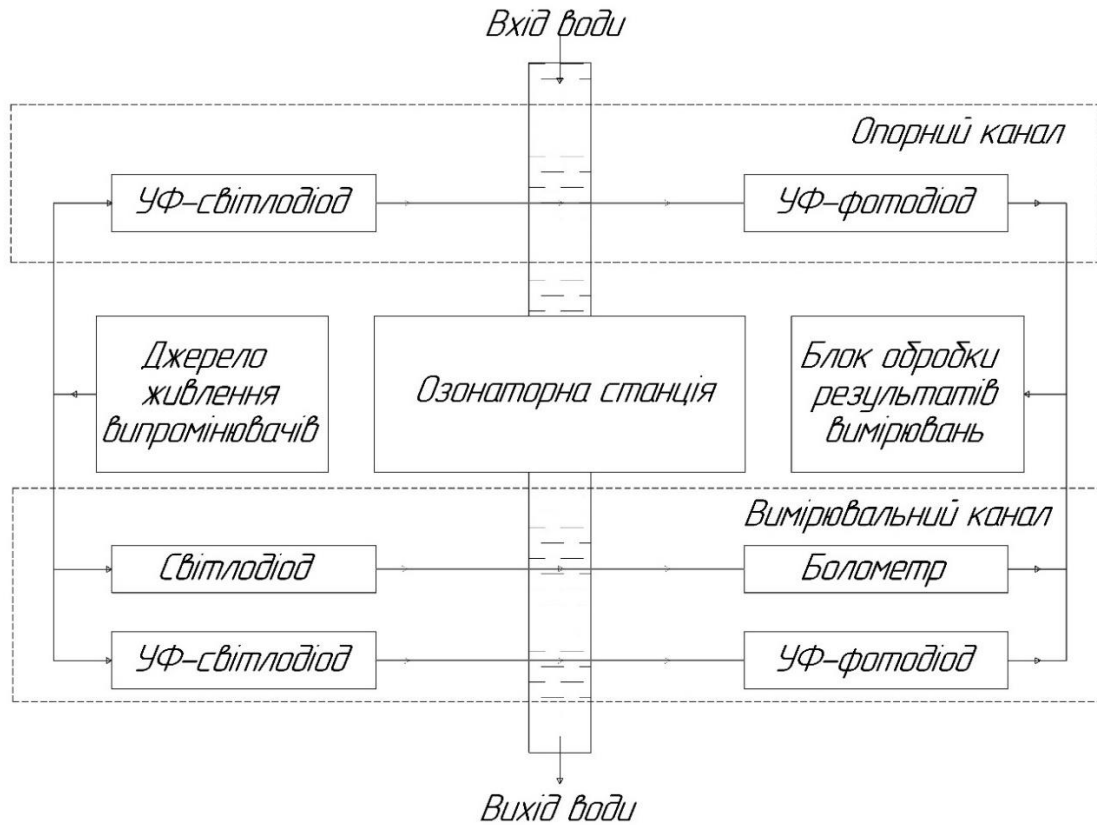 Вхід води
Опорний канал
УФ-світлодіод
УФ-фотодіод
Джерело
живлення
випромінювачів
Озонаторна станція
Блок обробки
результатів
вимірювань
Вимірювальний канал
Світлодіод
Болометр
УФ-світлодіод
УФ-фотодіод
Вихід води